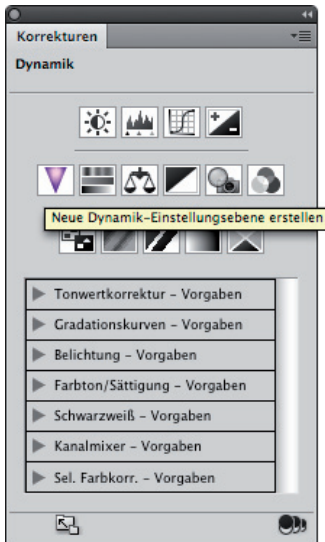 Korrekturen
Dynamik
Neue Dynamik-Einstellungsebene erstellen
Tonwertkorrektur – Vorgaben
Gradationskurven – Vorgaben
Belichtung – Vorgaben
Farbton/Sättigung – Vorgaben
Schwarzweiß – Vorgaben
Kanalmixer – Vorgaben
Sel. Farbkorr. – Vorgaben